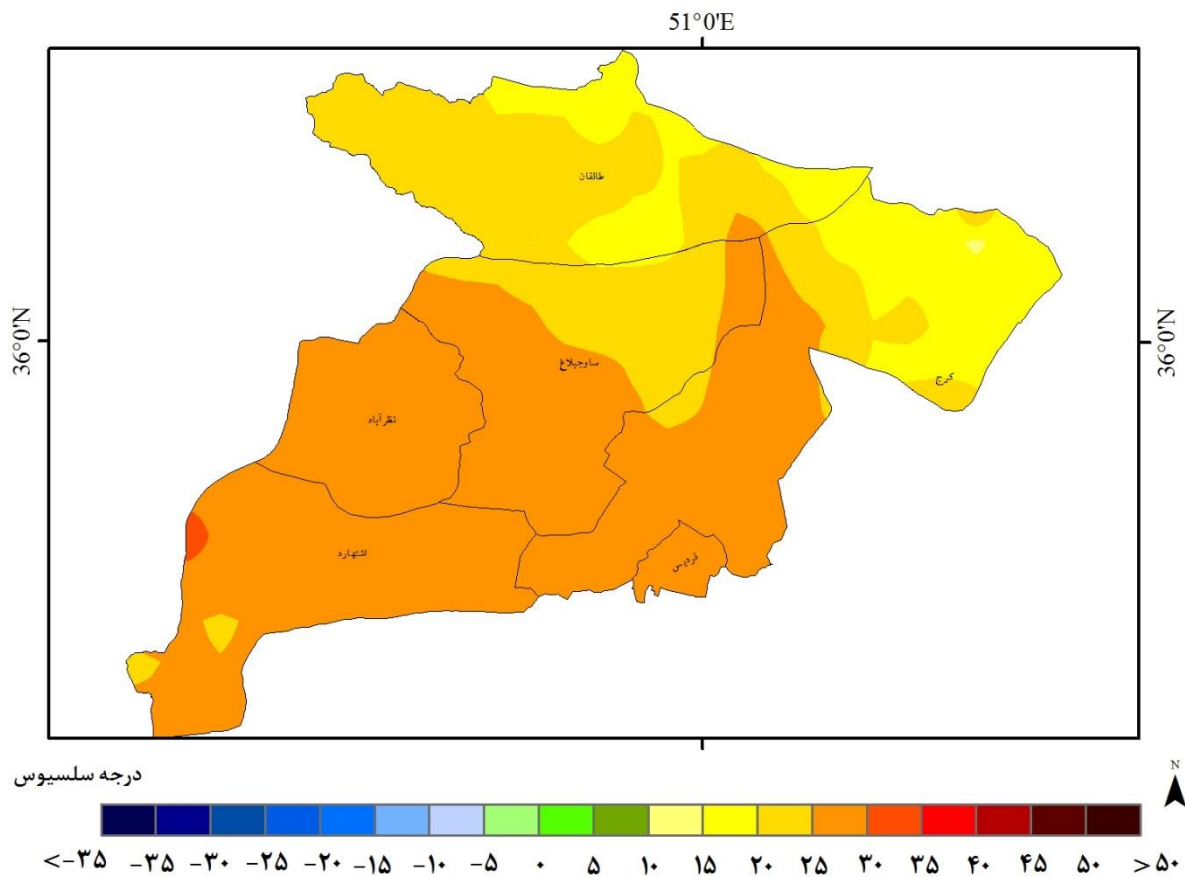 51°0'E
طالقان
36°0'N
36°0'N
ساوجبلاغ
کرج
نظرآباد
اشتهارد
فردیس
درجه سلسیوس
N
<-۳۵ -۳۵ -۳۰ -۲۵ -۲۰ -۱۵ -۱۰ -۵ ۰ ۵ ۱۰ ۱۵ ۲۰ ۲۵ ۳۰ ۳۵ ۴۰ ۴۵ ۵۰ >۵۰